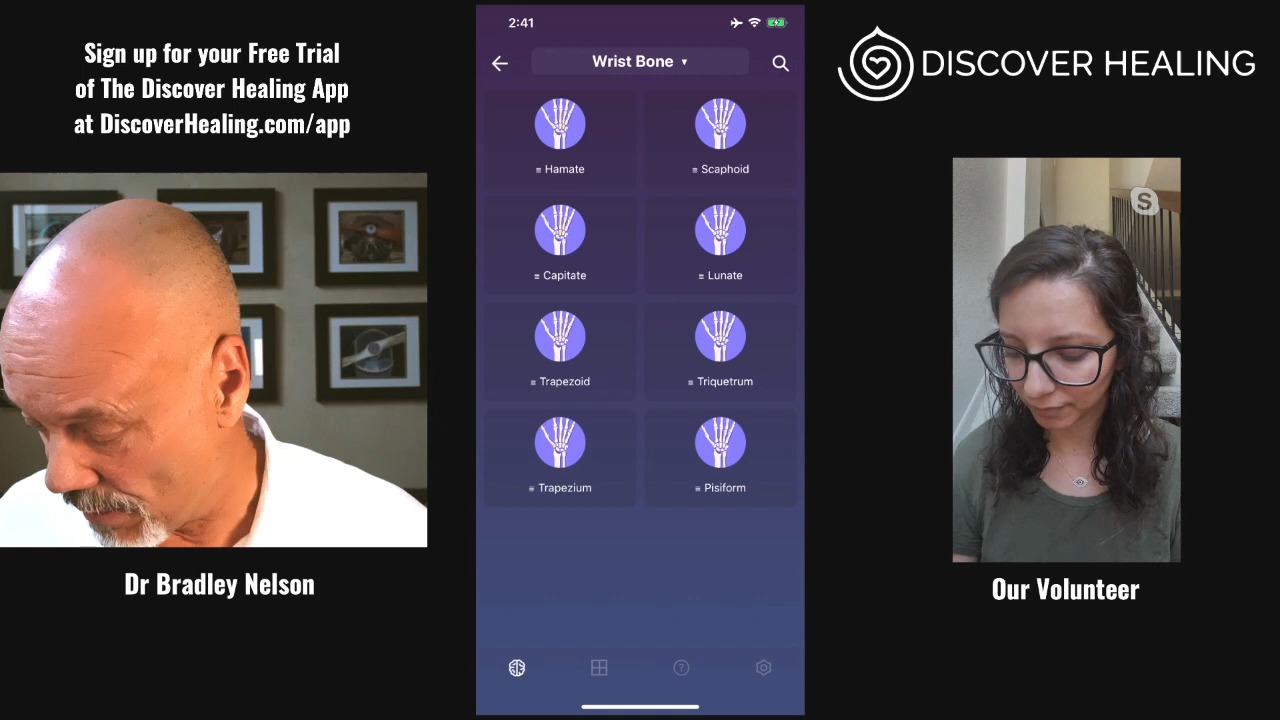 Sign up for your Free Trial
of The Discover Healing App
at DiscoverHealing.com/app
Dr Bradley Nelson
2:41
Wrist Bone
Hamate
Scaphoid
Capitate
Lunate
Trapezoid
Triquetrum
Trapezium
Pisiform
?
DISCOVER HEALING
S
Our Volunteer